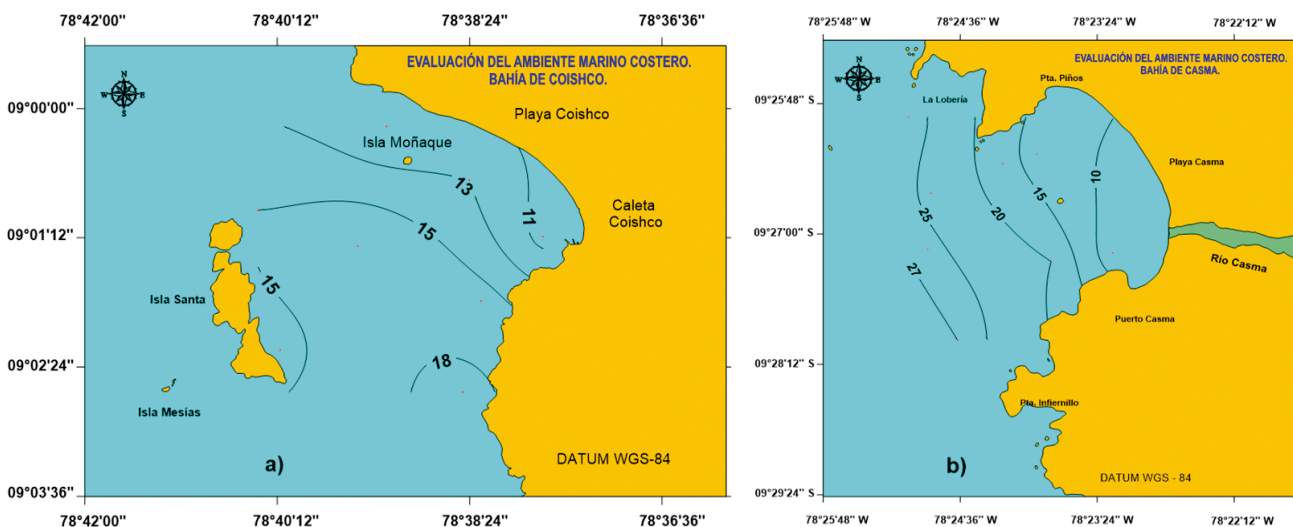 78°42'00" 78°40'12" 78°38'24" 78°36'36"
EVALUACIÓN DEL AMBIENTE MARINO COSTERO.
BAHÍA DE COISHCO.
N
W E
S
09°00'00"
Playa Coishco
Isla Moñaque
13
11
Caleta
Coishco
09°01'12"
15
15
Isla Santa
09°02'24"
18
Isla Mesías
a)
DATUM WGS-84
09°03'36"
78°42'00" 78°40'12" 78°38'24" 78°36'36"
78°25'48" W 78°24'36" W 78°23'24" W 78°22'12" W
EVALUACIÓN DEL AMBIENTE MARINO COSTERO.
BAHÍA DE CASMA.
N
W E
S
Pta. Piños
09°25'48" S
La Lobería
Playa Casma
10
15
20
25
09°27'00" S
Río Casma
27
Puerto Casma
09°28'12" S
Pta. Infiernillo
b)
DATUM WGS - 84
09°29'24" S
78°25'48" W 78°24'36" W 78°23'24" W 78°22'12" W